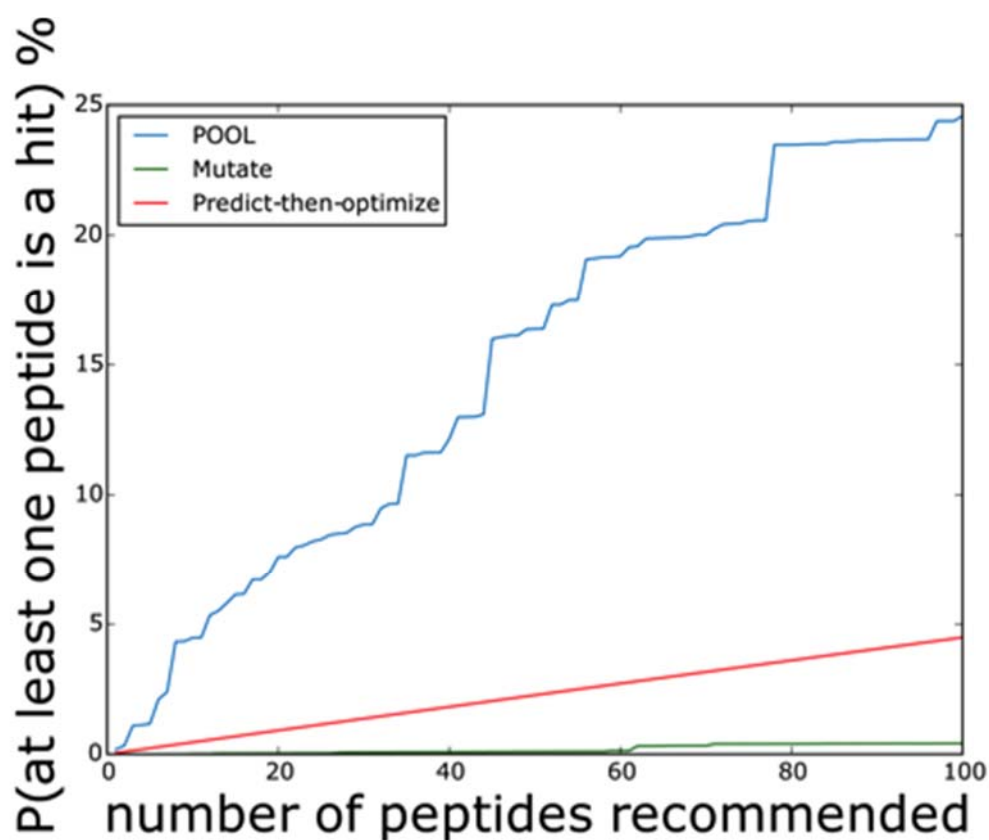 P(at least one peptide is a hit) %
25
20
15
10
5
0
POOL
Mutate
Predict-then-optimize
0 20 40 60 80 100
number of peptides recommended